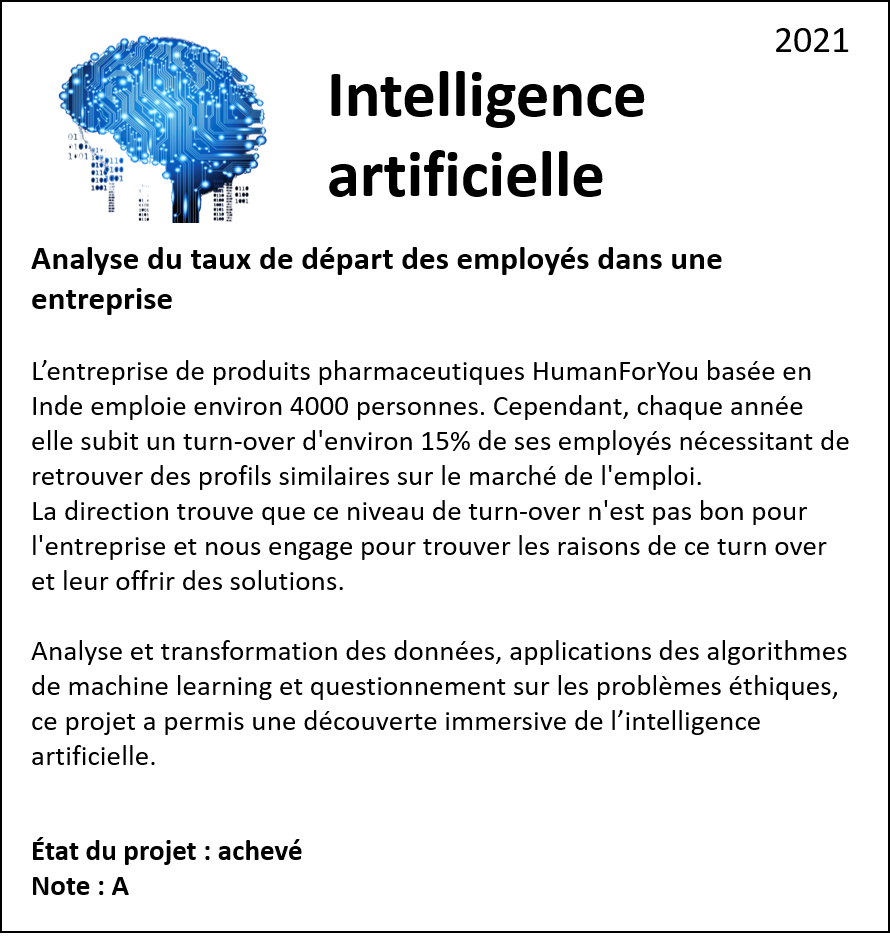 2021
Intelligence
artificielle
Analyse du taux de départ des employés dans une
entreprise
L’entreprise de produits pharmaceutiques HumanForYou basée en
Inde emploie environ 4000 personnes. Cependant, chaque année
elle subit un turn-over d'environ 15% de ses employés nécessitant de
retrouver des profils similaires sur le marché de l'emploi.
La direction trouve que ce niveau de turn-over n'est pas bon pour
l'entreprise et nous engage pour trouver les raisons de ce turn over
et leur offrir des solutions.
Analyse et transformation des données, applications des algorithmes
de machine learning et questionnement sur les problèmes éthiques,
ce projet a permis une découverte immersive de l’intelligence
artificielle.
État du projet : achevé
Note : A